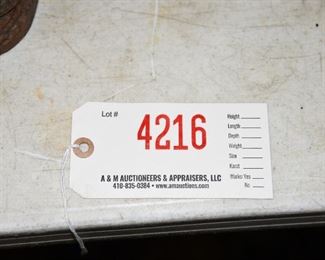 Lot #
4216
Height
Length
Depth
Weight
Size
Karat
Marks Yes
No
A & M AUCTIONEERS & APPRAISERS, LLC
410-835-0384 • www.amauctions.com